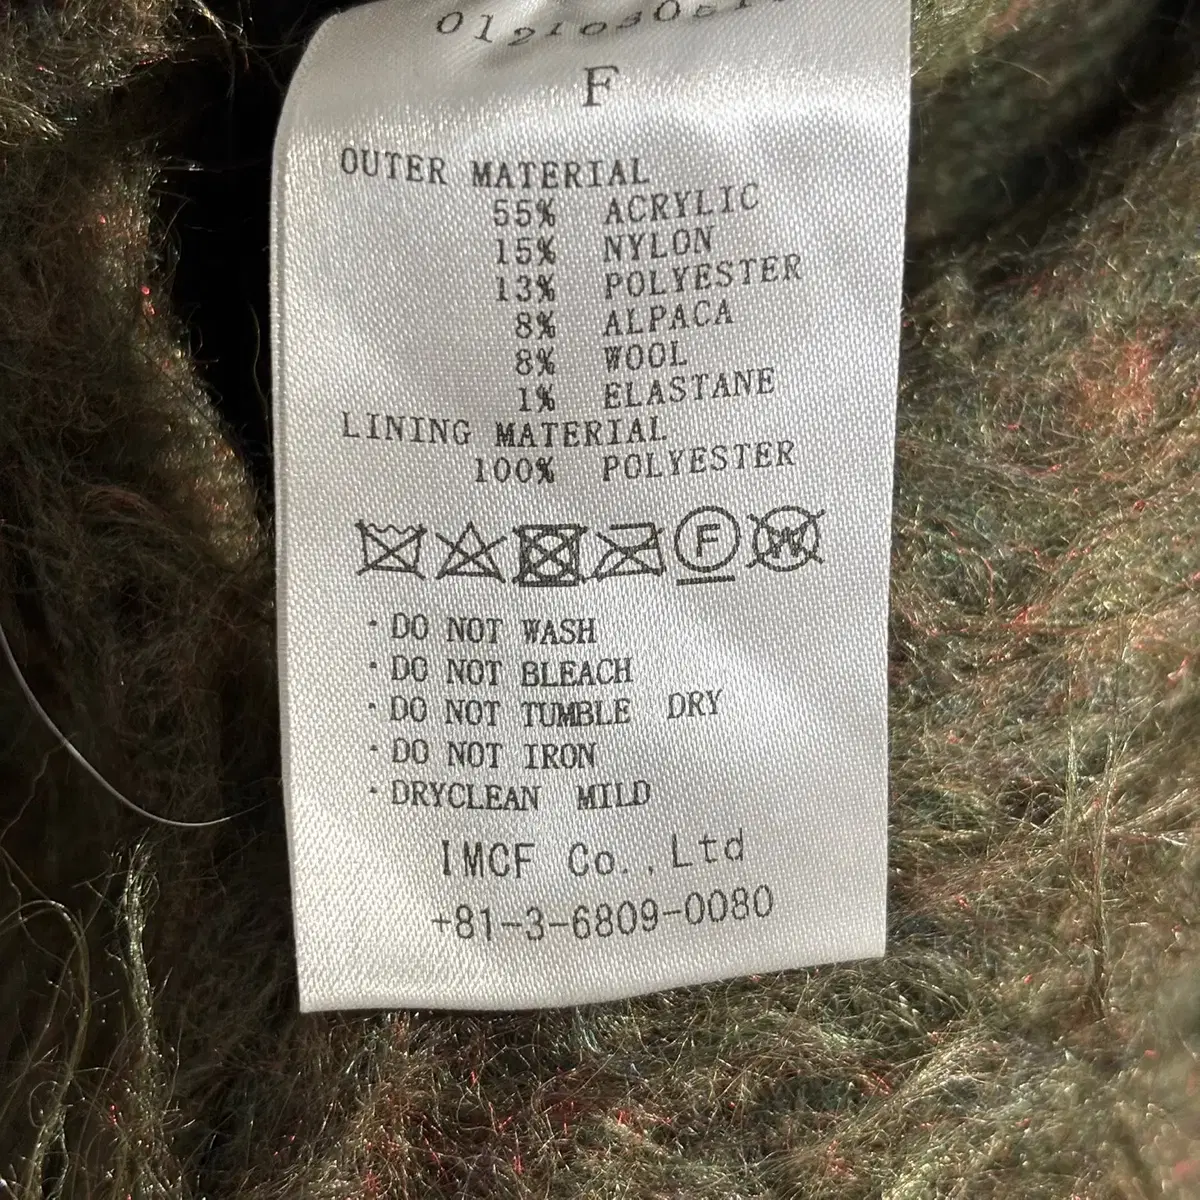 F
OUTER MATERIAL
55% ACRYLIC
15% NYLON
13% POLYESTER
8% ALPACA
8% WOOL
1% ELASTANE
LINING MATERIAL
100% POLYESTER
F
W
・DO NOT WASH
・DO NOT BLEACH
・DO NOT TUMBLE DRY
・DO NOT IRON
・DRYCLEAN MILD
IMCF Co.,Ltd
+81-3-6809-0080